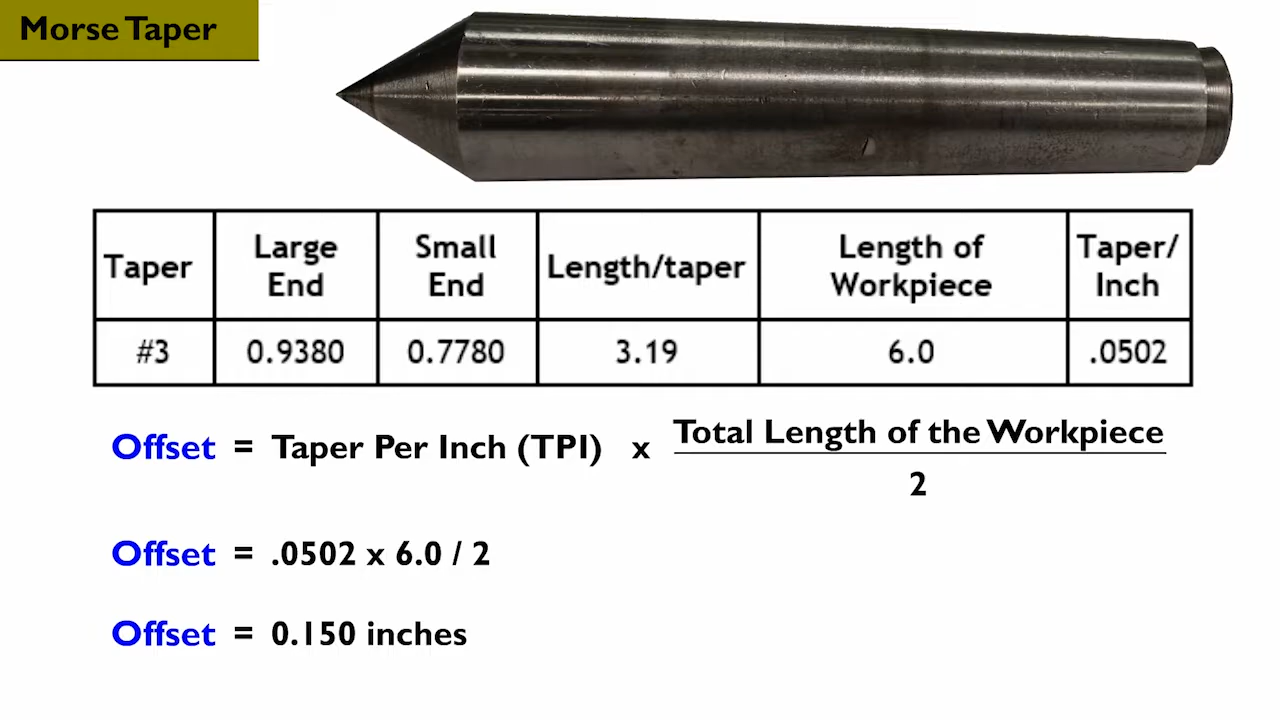 Morse Taper
Taper Large End Small End Length/taper Length of Workpiece Taper/ Inch
#3 0.9380 0.7780 3.19 6.0 .0502
Offset = Taper Per Inch (TPI) x Total Length of the Workpiece
2
Offset = .0502 x 6.0 / 2
Offset = 0.150 inches